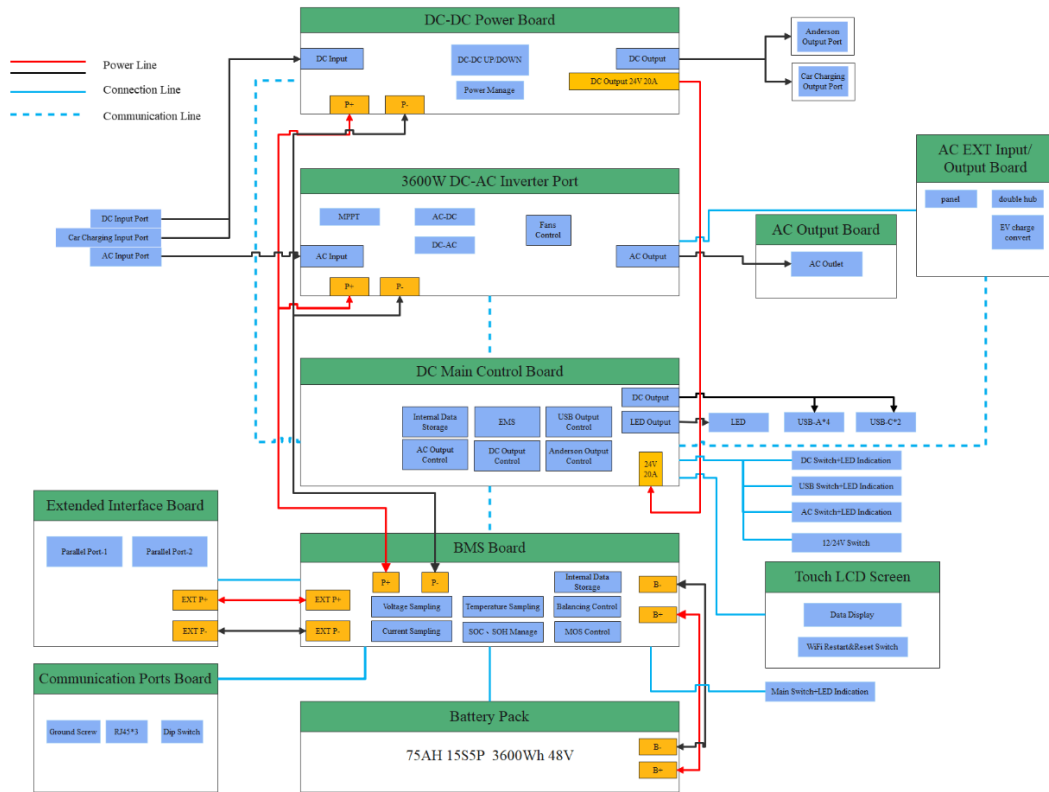 Power Line
Connection Line
Communication Line
DC-DC Power Board
DC Input
DC-DC UP/DOWN
Power Manage
DC Output
DC Output 24V 20A
P+
P-
Anderson
Output Port
Car Charging
Output Port
3600W DC-AC Inverter Port
MPPT
AC-DC
DC-AC
Fans
Control
AC Input
AC Output
P+
P-
DC Input Port
Car Charging Input Port
AC Input Port
AC Output Board
AC Outlet
AC EXT Input/
Output Board
panel
double hub
EV charge
convert
DC Main Control Board
Internal Data
Storage
EMS
USB Output
Control
AC Output
Control
DC Output
Control
Anderson Output
Control
DC Output
LED Output
24V
20A
LED
USB-A*4
USB-C*2
DC Switch+LED Indication
USB Switch+LED Indication
AC Switch+LED Indication
12/24V Switch
Extended Interface Board
Parallel Port-1
Parallel Port-2
EXT P+
EXT P-
BMS Board
P+
P-
EXT P+
EXT P-
Internal Data
Storage
Voltage Sampling
Temperature Sampling
Balancing Control
Current Sampling
SOC、SOH Manage
MOS Control
B-
B+
Touch LCD Screen
Data Display
WiFi Restart&Reset Switch
Main Switch+LED Indication
Communication Ports Board
Ground Screw
RJ45*3
Dip Switch
Battery Pack
75AH 15S5P 3600Wh 48V
B-
B+